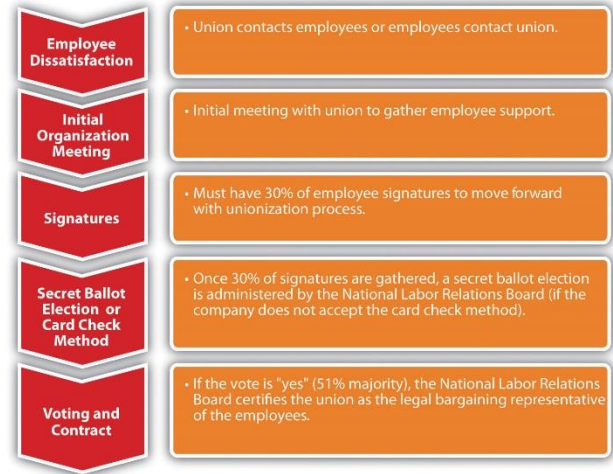 Employee
Dissatisfaction
• Union contacts employees or employees contact union.
Initial
Organization
Meeting
• Initial meeting with union to gather employee support.
Signatures
• Must have 30% of employee signatures to move forward
with unionization process.
Secret Ballot
Election or
Card Check
Method
• Once 30% of signatures are gathered, a secret ballot election
is administered by the National Labor Relations Board (if the
company does not accept the card check method).
Voting and
Contract
• If the vote is "yes" (51% majority), the National Labor Relations
Board certifies the union as the legal bargaining representative
of the employees.